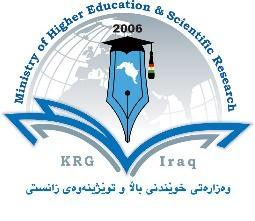 Ministry of Higher Education & Scientific Research
2006
KRG Iraq
وەزارەتی خوێندنی باڵا و توێژینەوەی زانستی